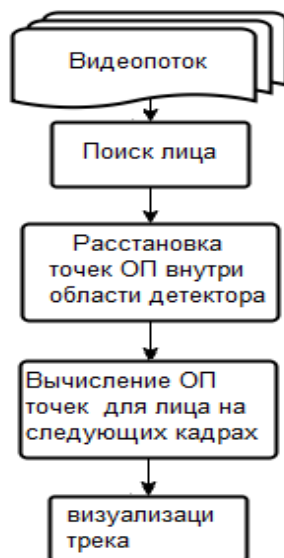 Видеопоток
Поиск лица
Расстановка
точек ОП внутри
области детектора
Вычисление ОП
точек для лица на
следующих кадрах
визуализаци
трека